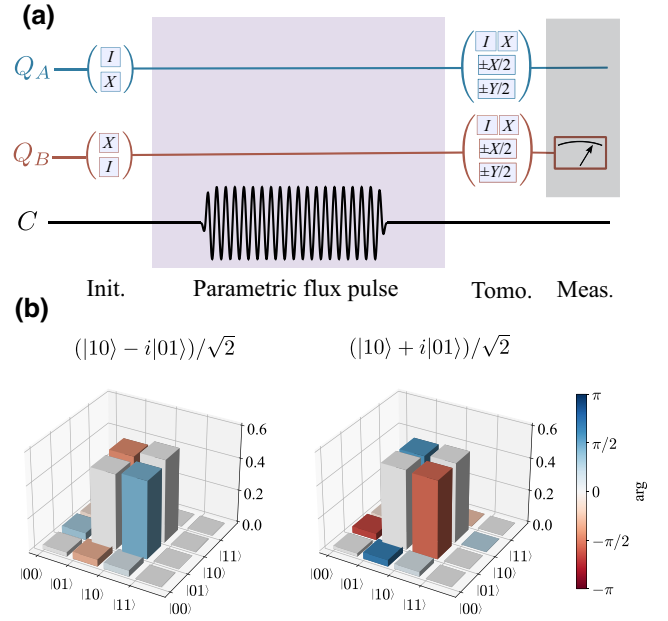 (a)
Q_A
I
X
I X
±X/2
±Y/2
Q_B
X
I
I X
±X/2
±Y/2
C
Init. Parametric flux pulse Tomo. Meas.
(b)
(|10⟩ − i|01⟩)/√2 (|10⟩ + i|01⟩)/√2
0.6
0.4
0.2
0.0
|00⟩
|01⟩
|10⟩
|11⟩
|11⟩
|10⟩
|01⟩
|00⟩
0.6
0.4
0.2
0.0
|00⟩
|01⟩
|10⟩
|11⟩
|11⟩
|10⟩
|01⟩
|00⟩
π
π/2
0
−π/2
−π
arg